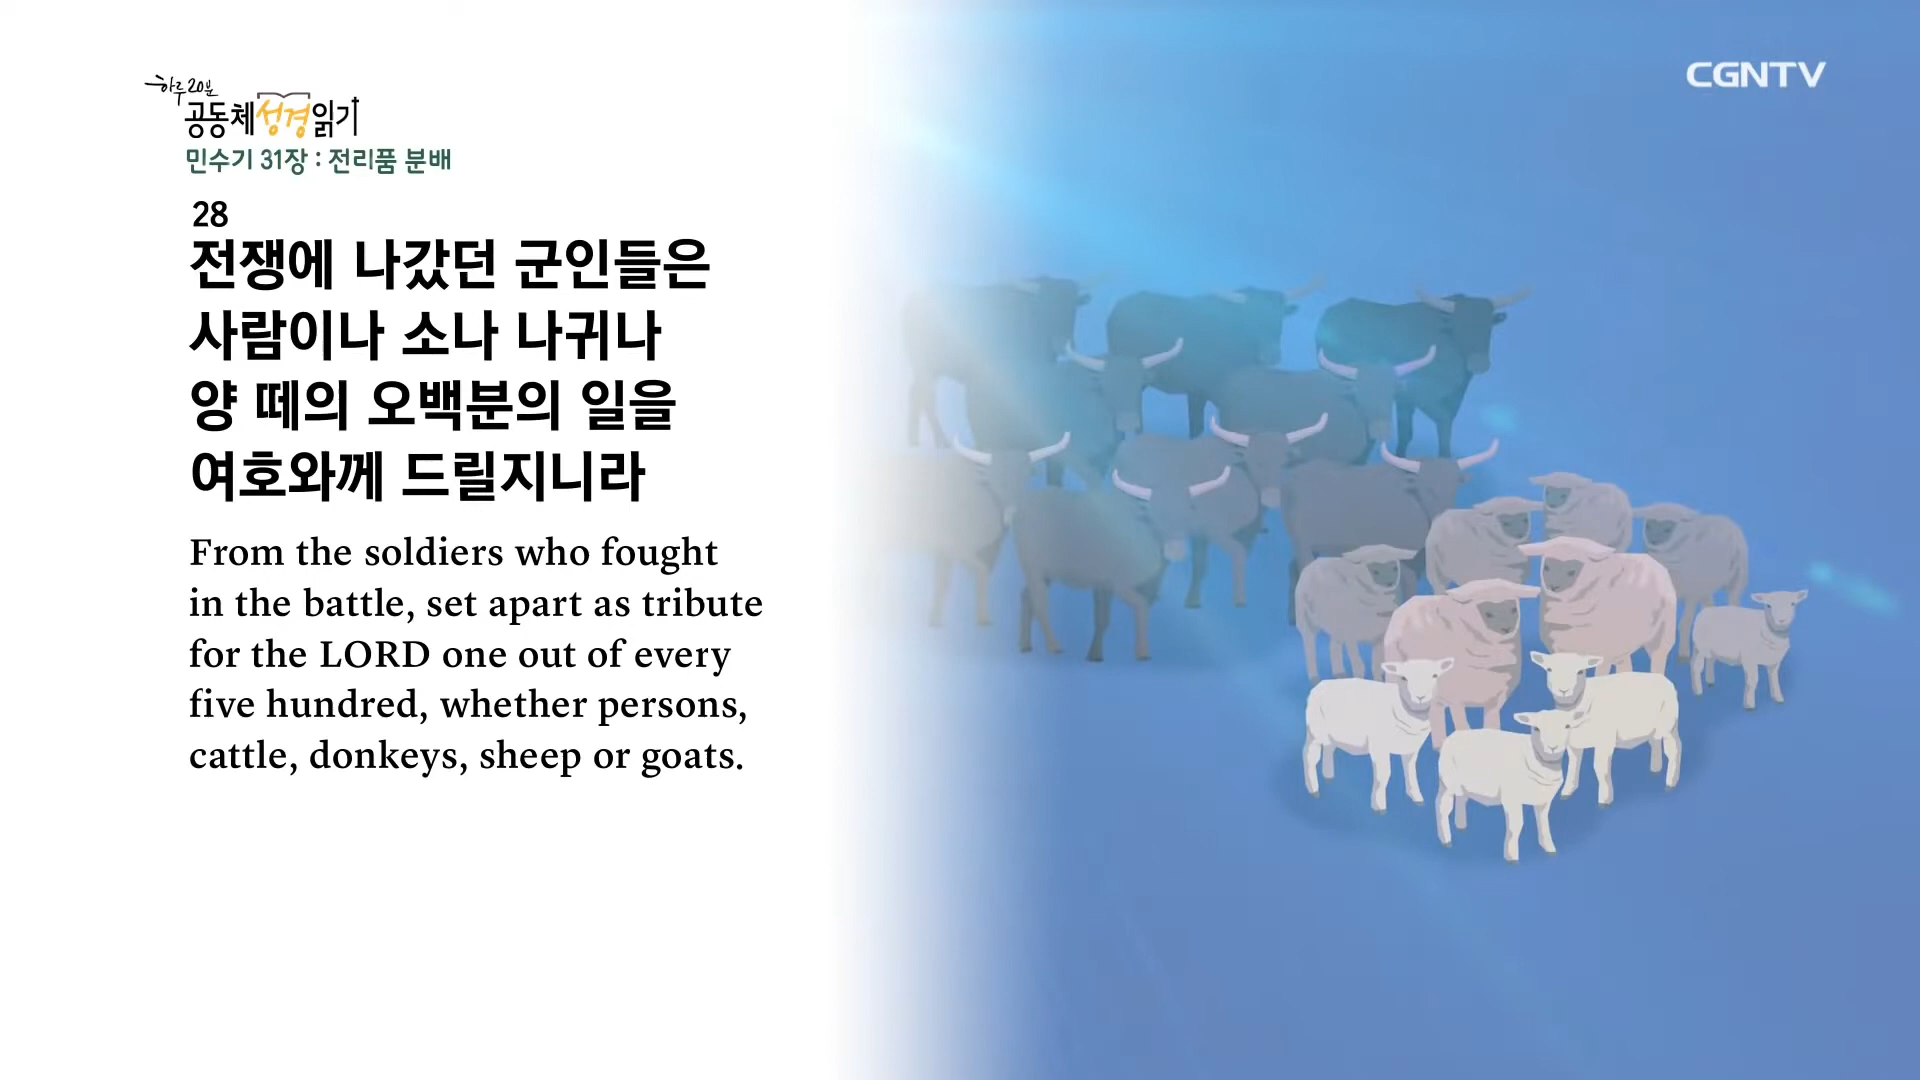 하루 20분
공동체성경읽기
민수기 31장 : 전리품 분배
28
전쟁에 나갔던 군인들은
사람이나 소나 나귀나
양 떼의 오백분의 일을
여호와께 드릴지니라
From the soldiers who fought
in the battle, set apart as tribute
for the LORD one out of every
five hundred, whether persons,
cattle, donkeys, sheep or goats.
CGNTV